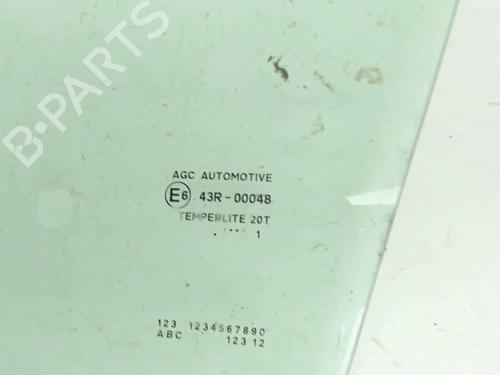 B-PARTS
AGC AUTOMOTIVE
E6 43R-00048
TEMPERLITE 20T
1
123 1234567890
ABC 123 12